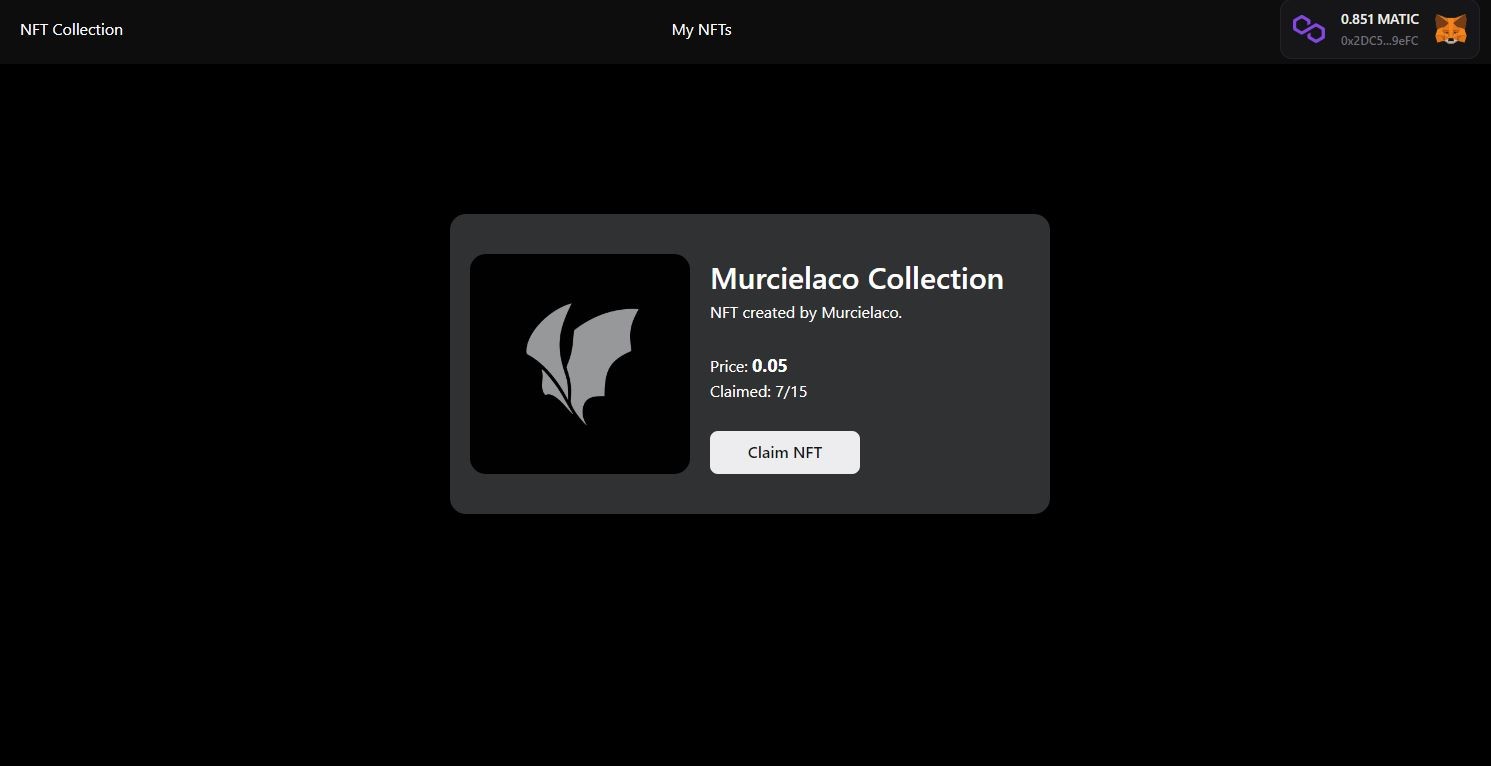 NFT Collection
My NFTs
0.851 MATIC
0x2DC5...9eFC
Murcielaco Collection
NFT created by Murcielaco.
Price: 0.05
Claimed: 7/15
Claim NFT